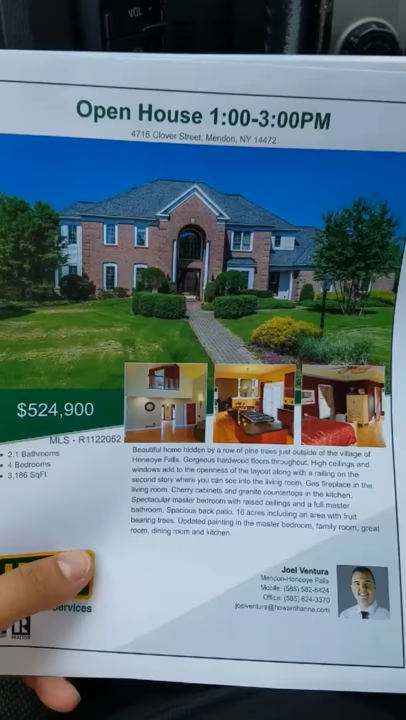 VOL
Open House 1:00-3:00PM
4715 Clover Street, Mendon, NY 14472
$524,900
MLS - R1122052
• 2.1 Bathrooms
• 4 Bedrooms
• 3,186 SqFt
Beautiful home hidden by a row of pine trees just outside of the village of
Honeoye Falls. Gorgeous hardwood floors throughout. High ceilings and
windows add to the openness of the layout along with a railing on the
second story where you can see into the living room. Gas fireplace in the
living room. Cherry cabinets and granite countertops in the kitchen.
Spectacular master bedroom with raised ceilings and a full master
bathroom. Spacious back patio. 16 acres including an area with fruit
bearing trees. Updated painting in the master bedroom, family room, great
room, dining room and kitchen.
Services
REALTOR
Joel Ventura
Mendon-Honeoye Falls
Mobile: (585) 582-6424
Office: (585) 624-3370
joelventura@howardhanna.com